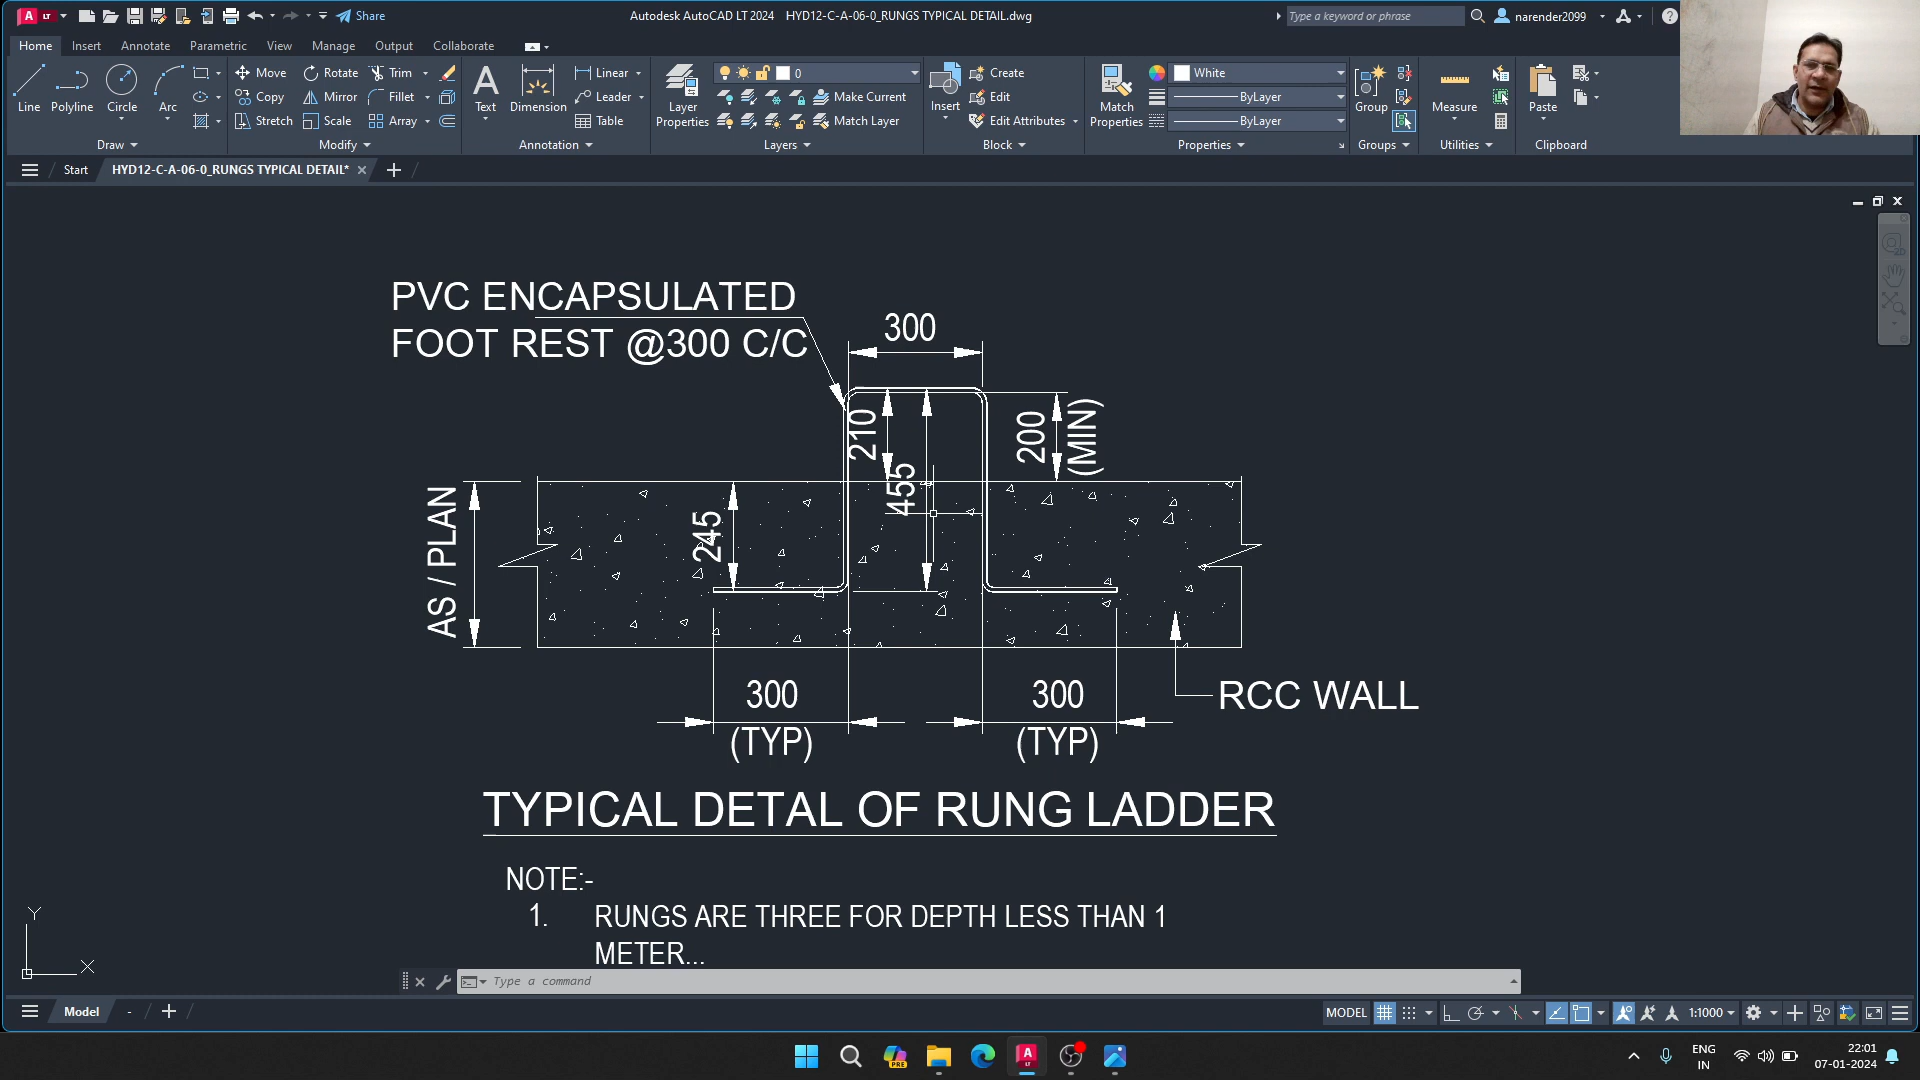 LT
Share
Autodesk AutoCAD LT 2024 HYD12-C-A-06-0_RUNGS TYPICAL DETAIL.dwg
Type a keyword or phrase
narender2099
Home Insert Annotate Parametric View Manage Output Collaborate
Line Polyline Circle Arc
Move Rotate Trim
Copy Mirror Fillet
Stretch Scale Array
Text Dimension
Linear
Leader
Table
Layer Properties
0
Make Current
Match Layer
Insert
Create
Edit
Edit Attributes
Match Properties
White
ByLayer
ByLayer
Group
Measure
Paste
Draw Modify Annotation Layers Block Properties Groups Utilities Clipboard
Start HYD12-C-A-06-0_RUNGS TYPICAL DETAIL*
PVC ENCAPSULATED
FOOT REST @300 C/C
300
210
455
200
(MIN)
AS / PLAN
245
300
(TYP)
300
(TYP)
RCC WALL
TYPICAL DETAL OF RUNG LADDER
NOTE:-
1. RUNGS ARE THREE FOR DEPTH LESS THAN 1
METER...
Y
X
Type a command
Model
MODEL
1:1000
PRE
A
LT
ENG
IN
22:01
07-01-2024